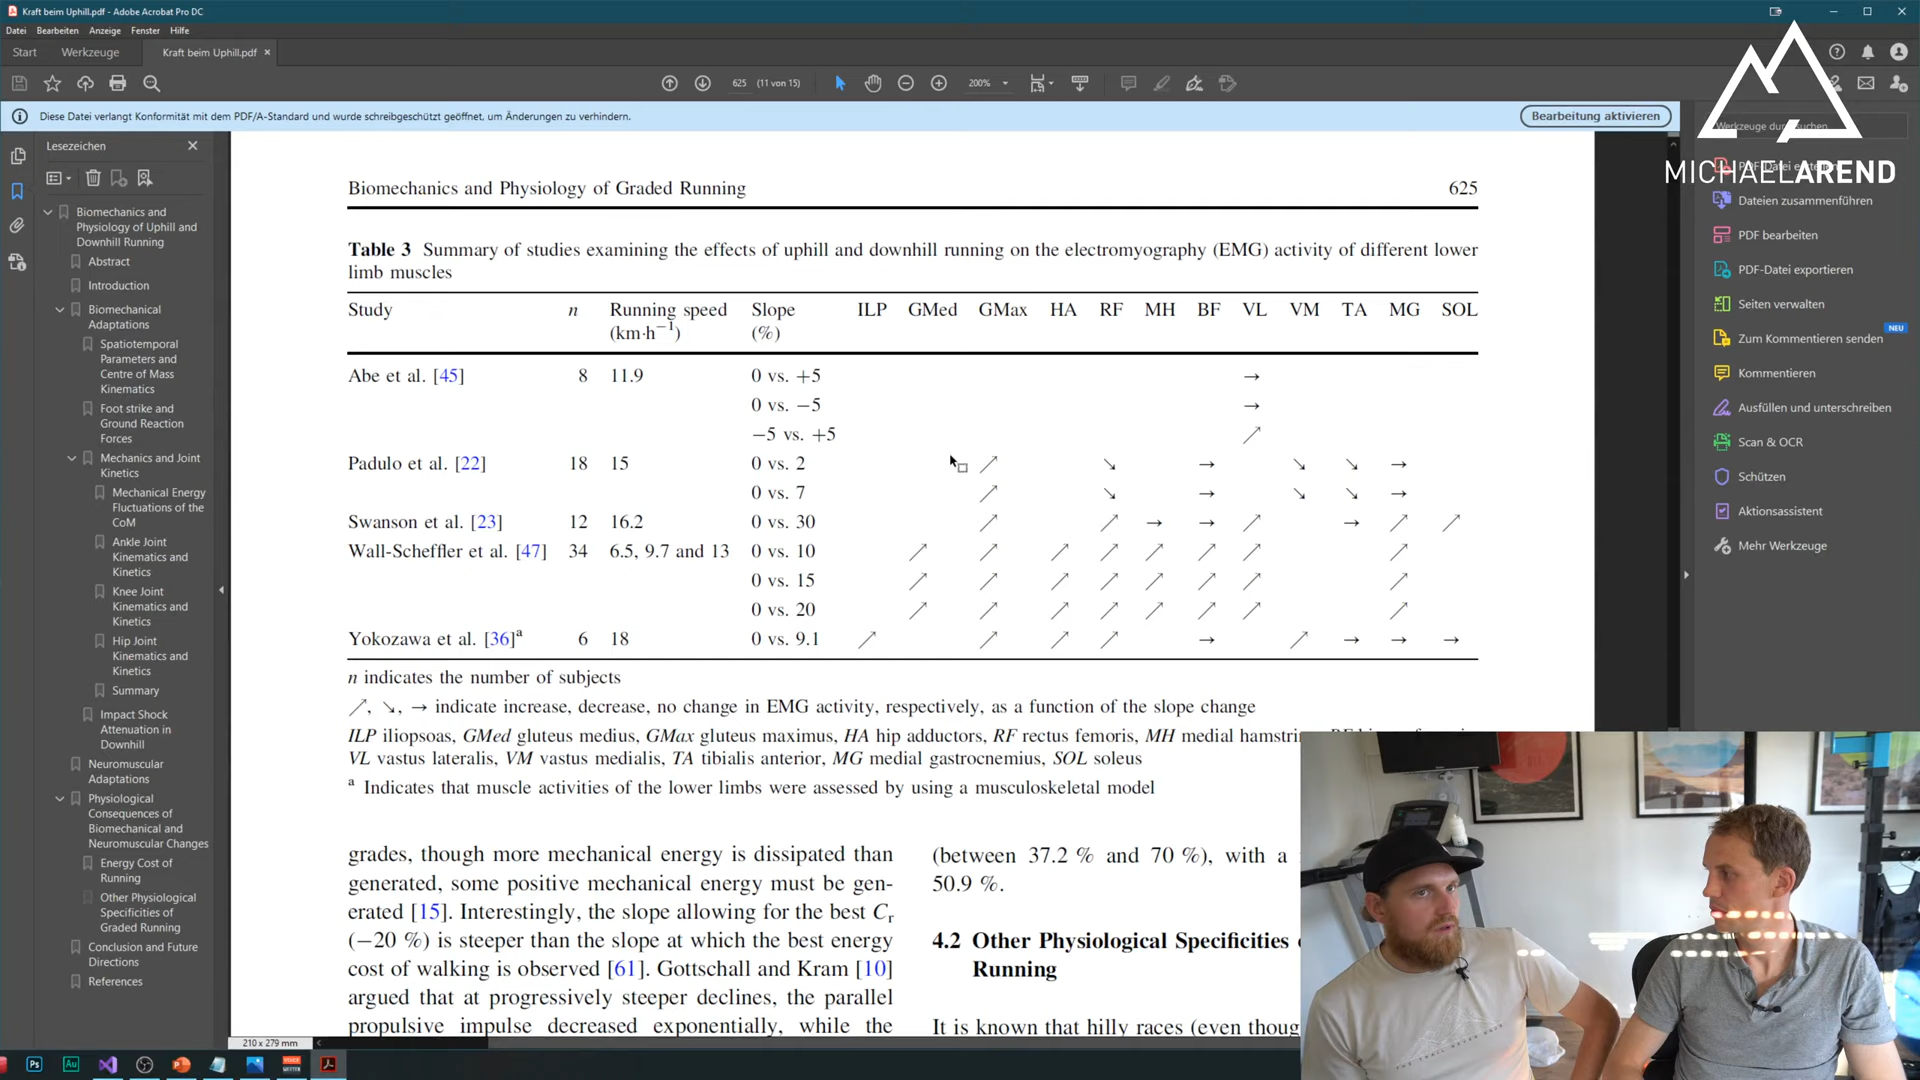 Kraft beim Uphill.pdf - Adobe Acrobat Pro DC
Datei Bearbeiten Anzeige Fenster Hilfe
Start Werkzeuge Kraft beim Uphill.pdf ×
625 (11 von 15) 200%
Diese Datei verlangt Konformität mit dem PDF/A-Standard und wurde schreibgeschützt geöffnet, um Änderungen zu verhindern.
Bearbeitung aktivieren
MICHAELAREND
Lesezeichen
Biomechanics and
Physiology of Uphill and
Downhill Running
Abstract
Introduction
Biomechanical
Adaptations
Spatiotemporal
Parameters and
Centre of Mass
Kinematics
Foot strike and
Ground Reaction
Forces
Mechanics and Joint
Kinetics
Mechanical Energy
Fluctuations of the
CoM
Ankle Joint
Kinematics and
Kinetics
Knee Joint
Kinematics and
Kinetics
Hip Joint
Kinematics and
Kinetics
Summary
Impact Shock
Attenuation in
Downhill
Neuromuscular
Adaptations
Physiological
Consequences of
Biomechanical and
Neuromuscular Changes
Energy Cost of
Running
Other Physiological
Specificities of
Graded Running
Conclusion and Future
Directions
References
Biomechanics and Physiology of Graded Running 625
Table 3 Summary of studies examining the effects of uphill and downhill running on the electromyography (EMG) activity of different lower
limb muscles
Study n Running speed Slope ILP GMed GMax HA RF MH BF VL VM TA MG SOL
(km·h⁻¹) (%)
Abe et al. [45] 8 11.9 0 vs. +5 →
0 vs. −5 →
−5 vs. +5 ↗
Padulo et al. [22] 18 15 0 vs. 2 ↗ ↘ → ↘ ↘ →
0 vs. 7 ↗ ↘ → ↘ ↘ →
Swanson et al. [23] 12 16.2 0 vs. 30 ↗ ↗ → → ↗ → ↗ ↗
Wall-Scheffler et al. [47] 34 6.5, 9.7 and 13 0 vs. 10 ↗ ↗ ↗ ↗ ↗ ↗ ↗ ↗
0 vs. 15 ↗ ↗ ↗ ↗ ↗ ↗ ↗ ↗
0 vs. 20 ↗ ↗ ↗ ↗ ↗ ↗ ↗ ↗
Yokozawa et al. [36]ᵃ 6 18 0 vs. 9.1 ↗ ↗ ↗ ↗ → ↗ → → →
n indicates the number of subjects
↗, ↘, → indicate increase, decrease, no change in EMG activity, respectively, as a function of the slope change
ILP iliopsoas, GMed gluteus medius, GMax gluteus maximus, HA hip adductors, RF rectus femoris, MH medial
VL vastus lateralis, VM vastus medialis, TA tibialis anterior, MG medial gastrocnemius, SOL soleus
ᵃ Indicates that muscle activities of the lower limbs were assessed by using a musculoskeletal model
grades, though more mechanical energy is dissipated than
generated, some positive mechanical energy must be gen-
erated [15]. Interestingly, the slope allowing for the best Cr
(−20 %) is steeper than the slope at which the best energy
cost of walking is observed [61]. Gottschall and Kram [10]
argued that at progressively steeper declines, the parallel
propulsive impulse decreased exponentially, while the
(between 37.2 % and 70 %), with a
50.9 %.
4.2 Other Physiological Specificities
Running
It is known that hilly races (even
Dateien zusammenführen
PDF bearbeiten
PDF-Datei exportieren
Seiten verwalten
NEU
Zum Kommentieren senden
Kommentieren
Ausfüllen und unterschreiben
Scan & OCR
Schützen
Aktionsassistent
Mehr Werkzeuge
210 x 279 mm
Ps Au